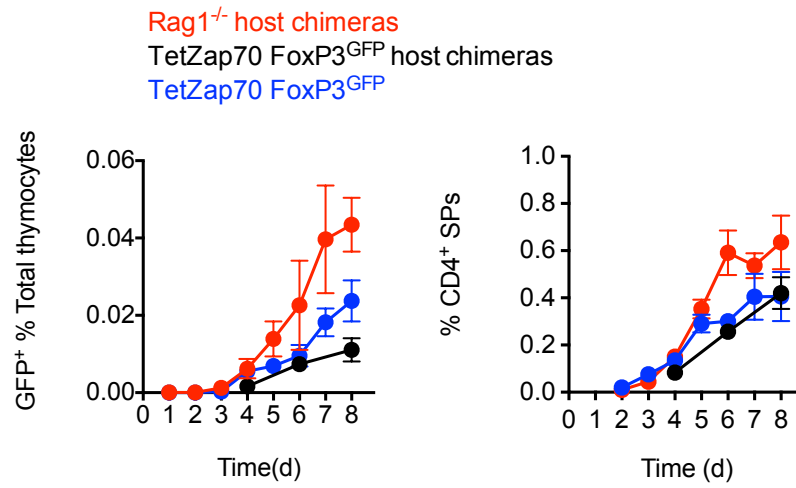 Rag1-/- host chimeras
TetZap70 FoxP3GFP host chimeras
TetZap70 FoxP3GFP
GFP+ % Total thymocytes
0.06
0.04
0.02
0.00
0 1 2 3 4 5 6 7 8
Time(d)
% CD4+ SPs
1.0
0.8
0.6
0.4
0.2
0.0
0 1 2 3 4 5 6 7 8
Time (d)